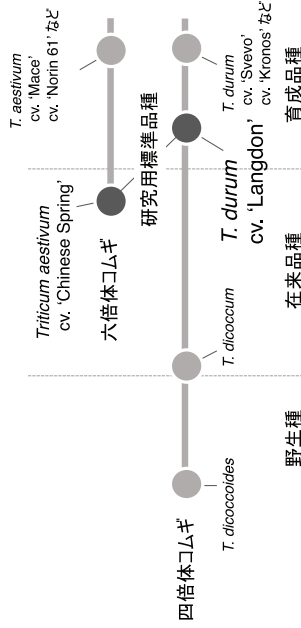 T. aestivum
cv. ‘Mace’
cv. ‘Norin 61’ など
Triticum aestivum
cv. ‘Chinese Spring’
六倍体コムギ
研究用標準品種
T. durum
cv. ‘Svevo’
cv. ‘Kronos’ など
T. durum
cv. ‘Langdon’
T. dicoccum
T. dicoccoides
四倍体コムギ
野生種
在来品種
育成品種